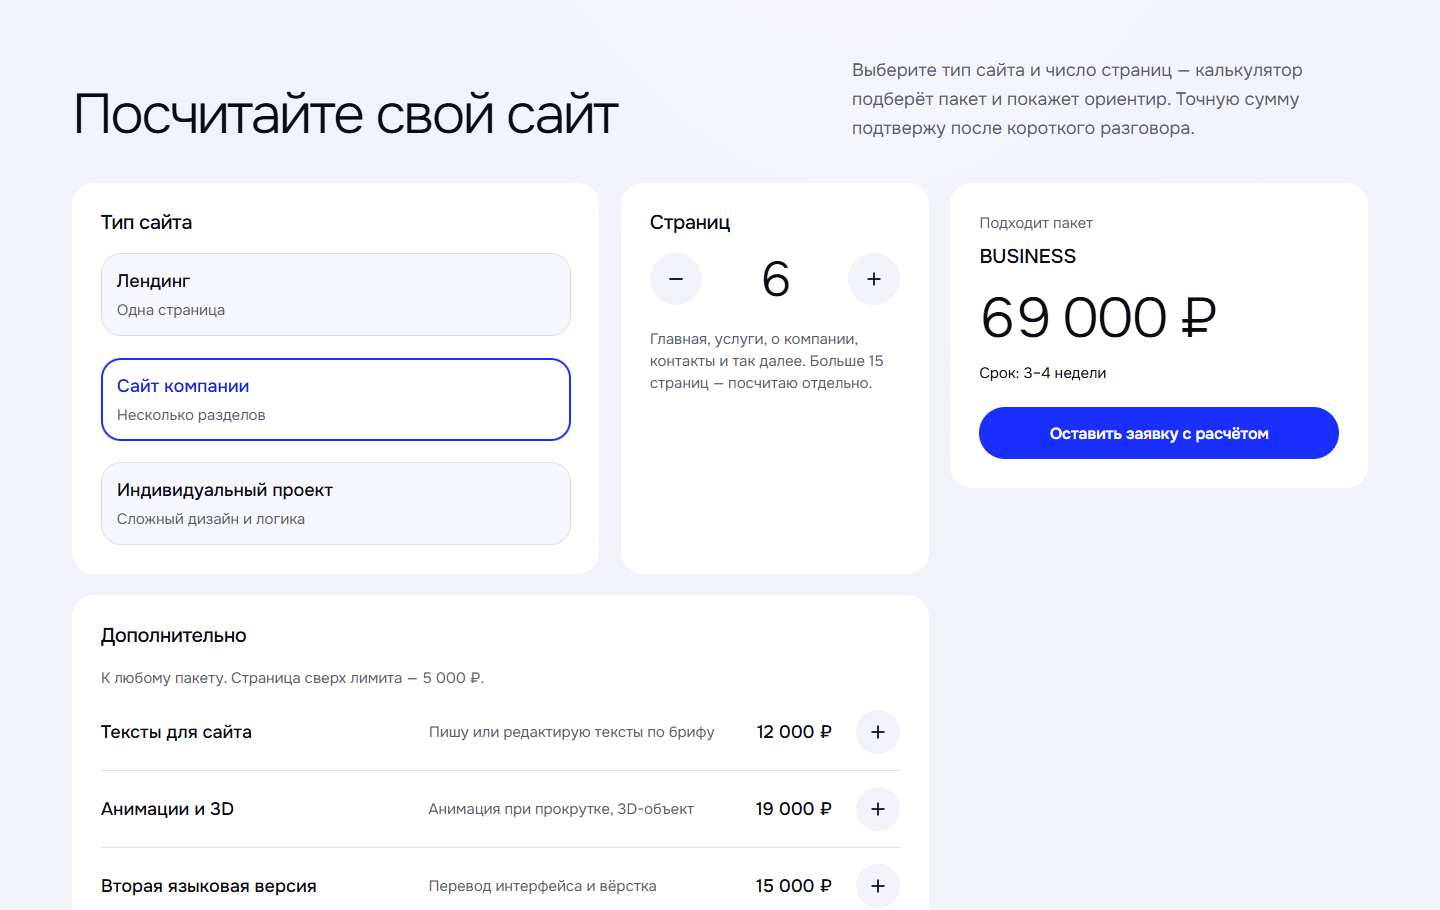 Посчитайте свой сайт
Выберите тип сайта и число страниц — калькулятор
подберёт пакет и покажет ориентир. Точную сумму
подтвержу после короткого разговора.
Тип сайта
Лендинг
Одна страница
Сайт компании
Несколько разделов
Индивидуальный проект
Сложный дизайн и логика
Страниц
− 6 +
Главная, услуги, о компании,
контакты и так далее. Больше 15
страниц — посчитаю отдельно.
Подходит пакет
BUSINESS
69 000 ₽
Срок: 3–4 недели
Оставить заявку с расчётом
Дополнительно
К любому пакету. Страница сверх лимита — 5 000 ₽.
Тексты для сайта Пишу или редактирую тексты по брифу 12 000 ₽ +
Анимации и 3D Анимация при прокрутке, 3D-объект 19 000 ₽ +
Вторая языковая версия Перевод интерфейса и вёрстка 15 000 ₽ +